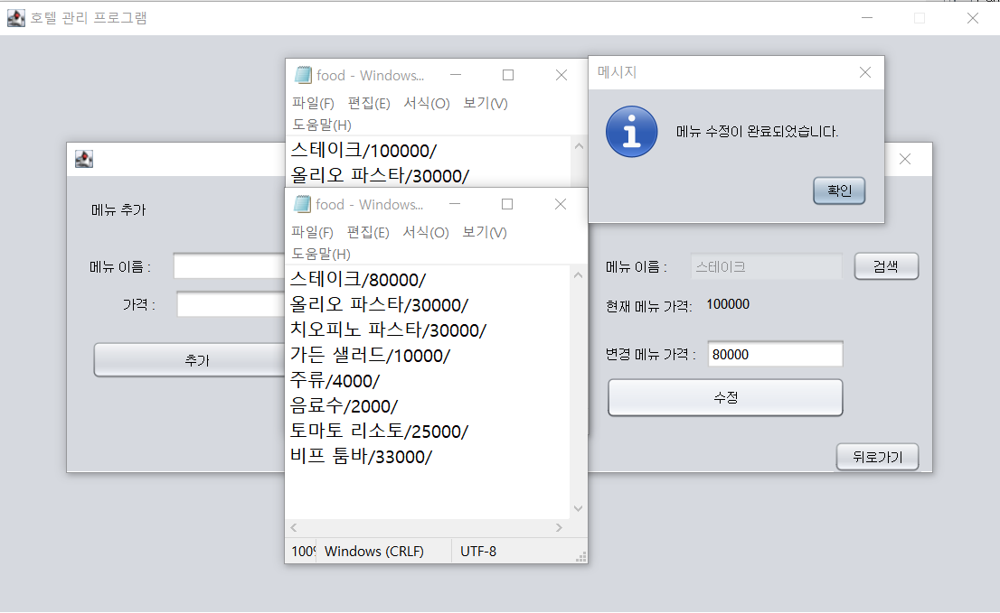 호텔 관리 프로그램
food - Windows...
파일(F) 편집(E) 서식(O) 보기(V)
도움말(H)
스테이크/100000/
올리오 파스타/30000/
메시지
메뉴 수정이 완료되었습니다.
확인
메뉴 추가
메뉴 이름 :
가격 :
추가
food - Windows...
파일(F) 편집(E) 서식(O) 보기(V)
도움말(H)
스테이크/80000/
올리오 파스타/30000/
치오피노 파스타/30000/
가든 샐러드/10000/
주류/4000/
음료수/2000/
토마토 리소토/25000/
비프 툼바/33000/
100%
Windows (CRLF)
UTF-8
메뉴 이름 : 스테이크 검색
현재 메뉴 가격: 100000
변경 메뉴 가격 : 80000
수정
뒤로가기